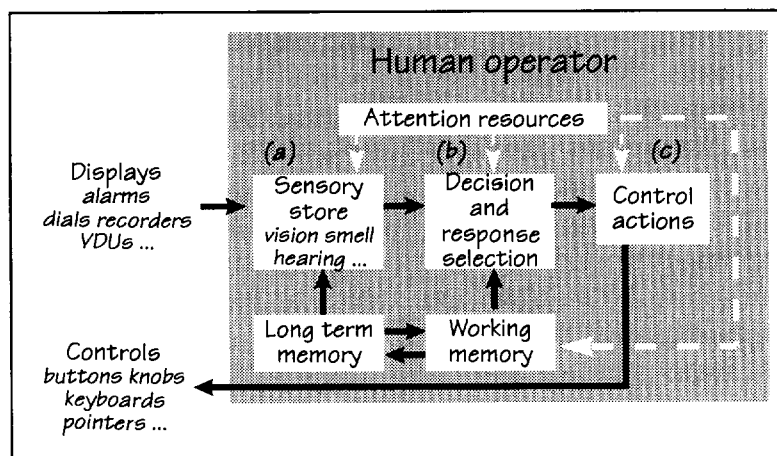 Human operator
Attention resources
(a)
(b)
(c)
Displays
alarms
dials recorders
VDUs ...
Sensory
store
vision smell
hearing ...
Decision
and
response
selection
Control
actions
Long term
memory
Working
memory
Controls
buttons knobs
keyboards
pointers ...